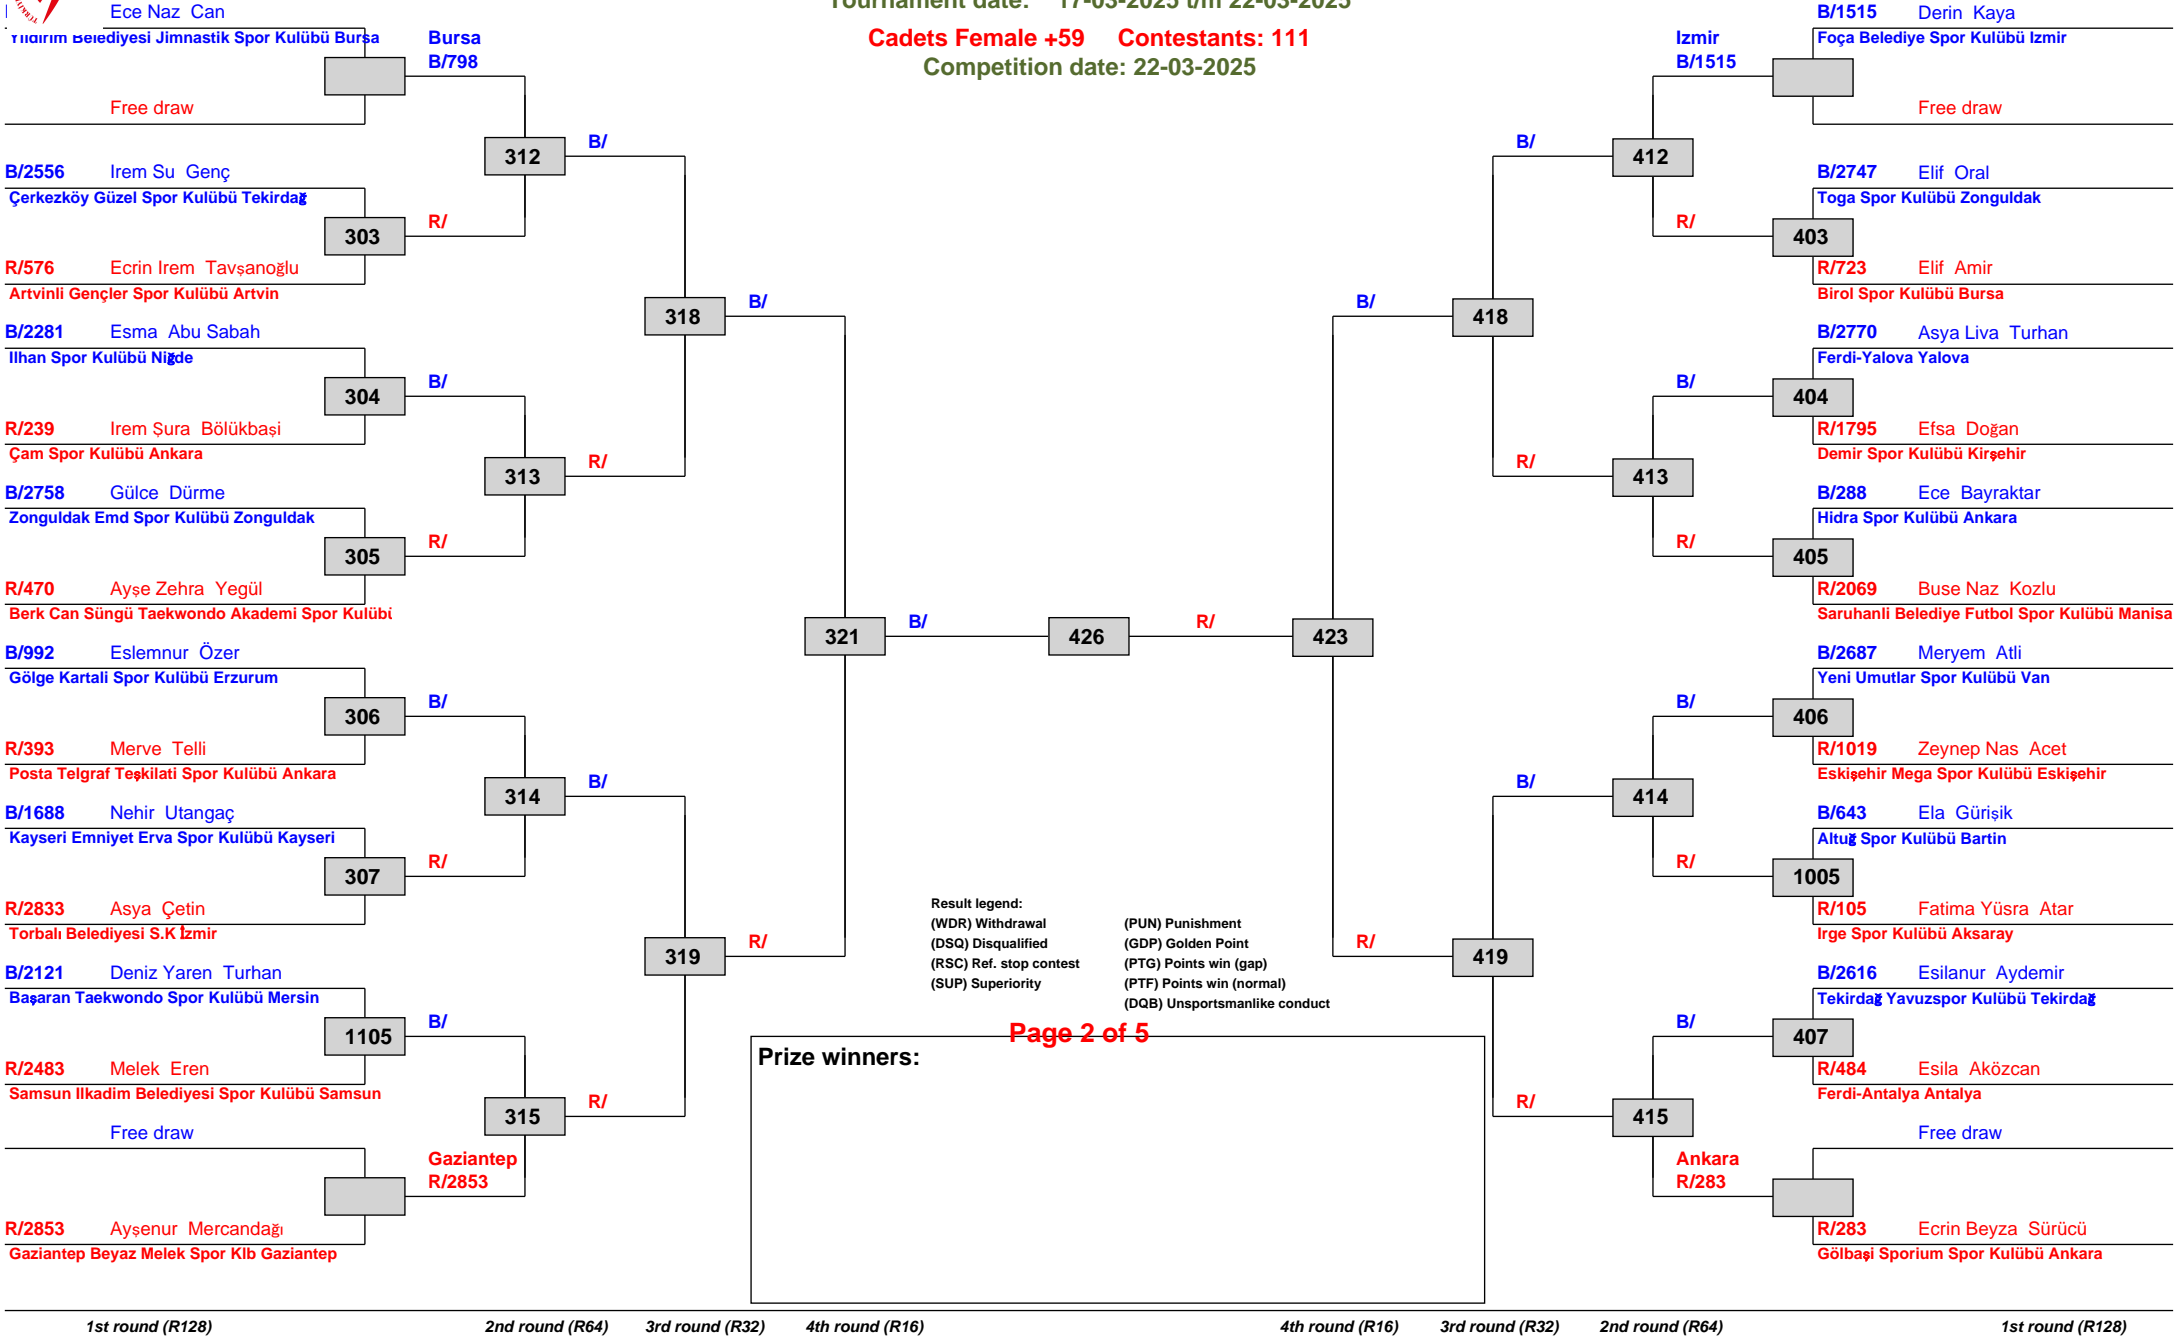 Tournament date: 17-03-2025 t/m 22-03-2025
Cadets Female +59 Contestants: 111
Competition date: 22-03-2025
Ece Naz Can
Yildirim Belediyesi Jimnastik Spor Kulübü Bursa
Bursa
B/798
Free draw
312
B/
B/2556 Irem Su Genç
Çerkezköy Güzel Spor Kulübü Tekirdağ
303
R/
R/576 Ecrin Irem Tavşanoğlu
Artvinli Gençler Spor Kulübü Artvin
318
B/
B/2281 Esma Abu Sabah
Ilhan Spor Kulübü Niğde
304
B/
R/239 Irem Şura Bölükbaşi
Çam Spor Kulübü Ankara
313
R/
B/2758 Gülce Dürme
Zonguldak Emd Spor Kulübü Zonguldak
305
R/
R/470 Ayşe Zehra Yegül
Berk Can Süngü Taekwondo Akademi Spor Kulübü
321
B/
426
R/
423
B/992 Eslemnur Özer
Gölge Kartali Spor Kulübü Erzurum
306
B/
R/393 Merve Telli
Posta Telgraf Teşkilati Spor Kulübü Ankara
314
B/
B/1688 Nehir Utangaç
Kayseri Emniyet Erva Spor Kulübü Kayseri
307
R/
R/2833 Asya Çetin
Torbalı Belediyesi S.K İzmir
319
R/
B/2121 Deniz Yaren Turhan
Başaran Taekwondo Spor Kulübü Mersin
1105
B/
R/2483 Melek Eren
Samsun Ilkadim Belediyesi Spor Kulübü Samsun
315
R/
Free draw
Gaziantep
R/2853
R/2853 Ayşenur Mercandağı
Gaziantep Beyaz Melek Spor Klb Gaziantep
B/1515 Derin Kaya
Foça Belediye Spor Kulübü Izmir
Izmir
B/1515
Free draw
B/
412
B/2747 Elif Oral
Toga Spor Kulübü Zonguldak
R/
403
R/723 Elif Amir
Birol Spor Kulübü Bursa
B/
418
B/2770 Asya Liva Turhan
Ferdi-Yalova Yalova
B/
404
R/1795 Efsa Doğan
Demir Spor Kulübü Kirşehir
R/
413
B/288 Ece Bayraktar
Hidra Spor Kulübü Ankara
R/
405
R/2069 Buse Naz Kozlu
Saruhanli Belediye Futbol Spor Kulübü Manisa
B/2687 Meryem Atli
Yeni Umutlar Spor Kulübü Van
B/
406
R/1019 Zeynep Nas Acet
Eskişehir Mega Spor Kulübü Eskişehir
B/
414
B/643 Ela Gürişik
Altuğ Spor Kulübü Bartin
R/
1005
R/105 Fatima Yüsra Atar
Irge Spor Kulübü Aksaray
R/
419
B/2616 Esilanur Aydemir
Tekirdağ Yavuzspor Kulübü Tekirdağ
B/
407
R/484 Esila Aközcan
Ferdi-Antalya Antalya
R/
415
Free draw
Ankara
R/283
R/283 Ecrin Beyza Sürücü
Gölbaşi Sporium Spor Kulübü Ankara
Result legend:
(WDR) Withdrawal (PUN) Punishment
(DSQ) Disqualified (GDP) Golden Point
(RSC) Ref. stop contest (PTG) Points win (gap)
(SUP) Superiority (PTF) Points win (normal)
(DQB) Unsportsmanlike conduct
Page 2 of 5
Prize winners:
1st round (R128) 2nd round (R64) 3rd round (R32) 4th round (R16) 4th round (R16) 3rd round (R32) 2nd round (R64) 1st round (R128)